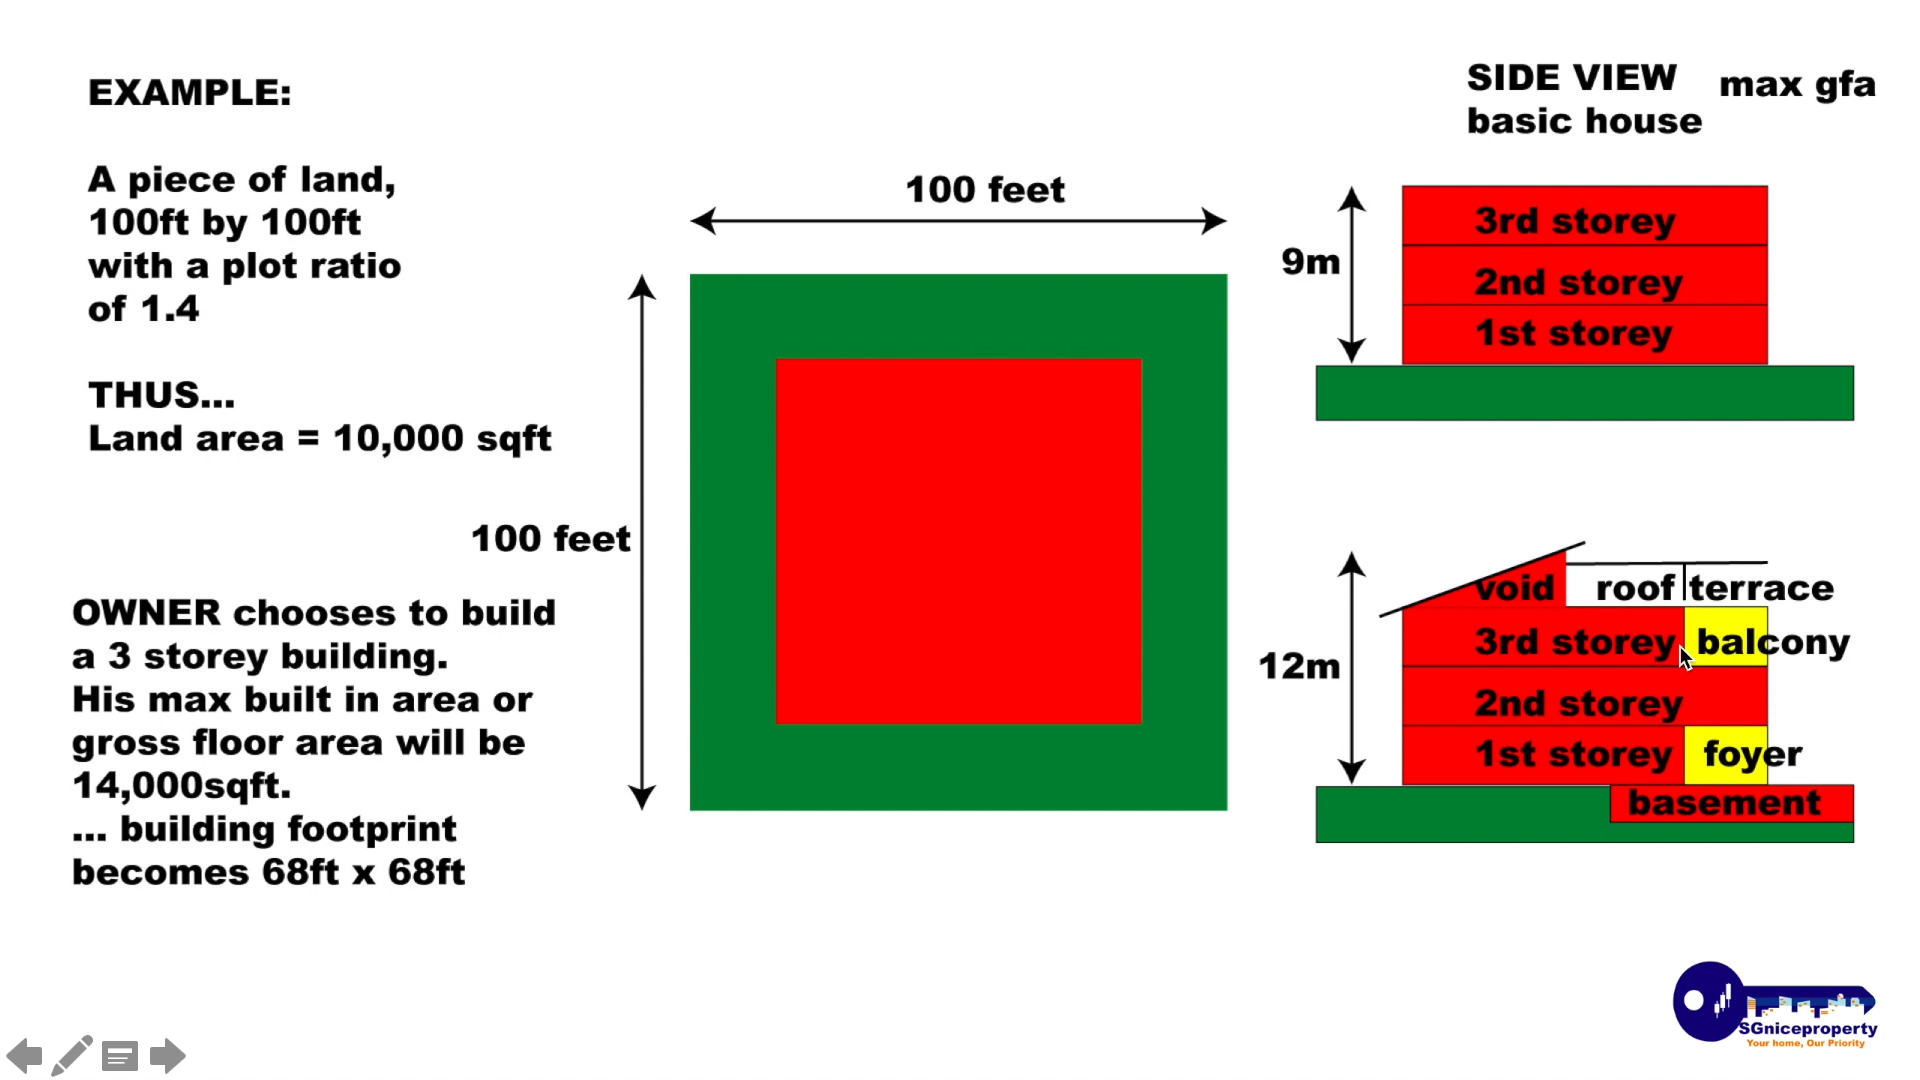 EXAMPLE:
A piece of land,
100ft by 100ft
with a plot ratio
of 1.4
THUS...
Land area = 10,000 sqft
OWNER chooses to build
a 3 storey building.
His max built in area or
gross floor area will be
14,000sqft.
... building footprint
becomes 68ft x 68ft
100 feet
100 feet
SIDE VIEW
basic house
max gfa
9m
3rd storey
2nd storey
1st storey
12m
void
roof terrace
3rd storey
balcony
2nd storey
1st storey
foyer
basement
SGniceproperty
Your home, Our Priority